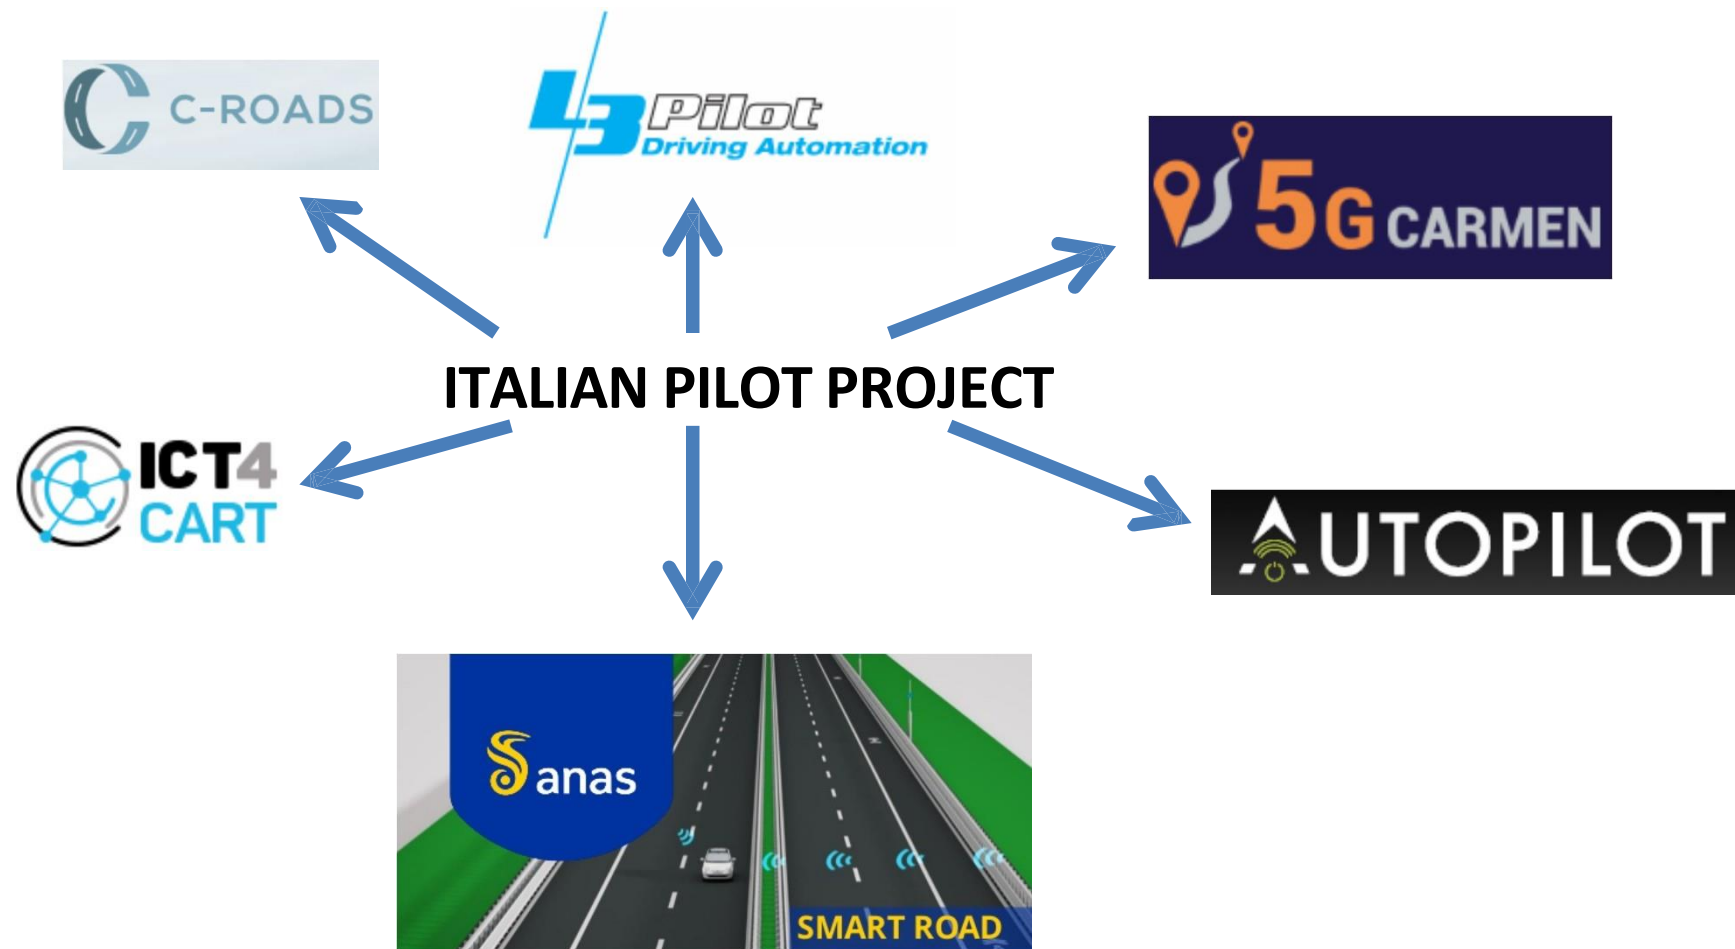 C-ROADS
L3Pilot
Driving Automation
5G CARMEN
ITALIAN PILOT PROJECT
ICT4
CART
AUTOPILOT
anas
SMART ROAD